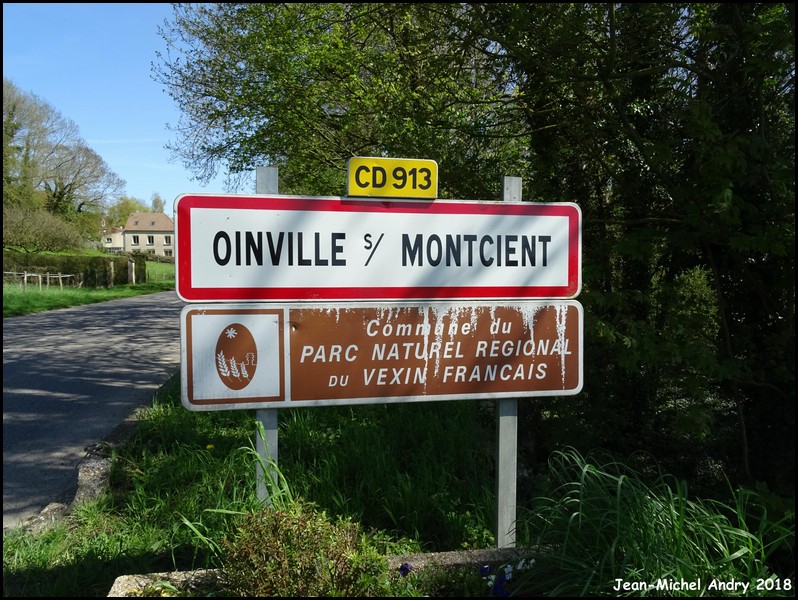 CD 913
OINVILLE s/ MONTCIENT
Commune du
PARC NATUREL REGIONAL
DU VEXIN FRANCAIS
Jean-Michel Andry 2018